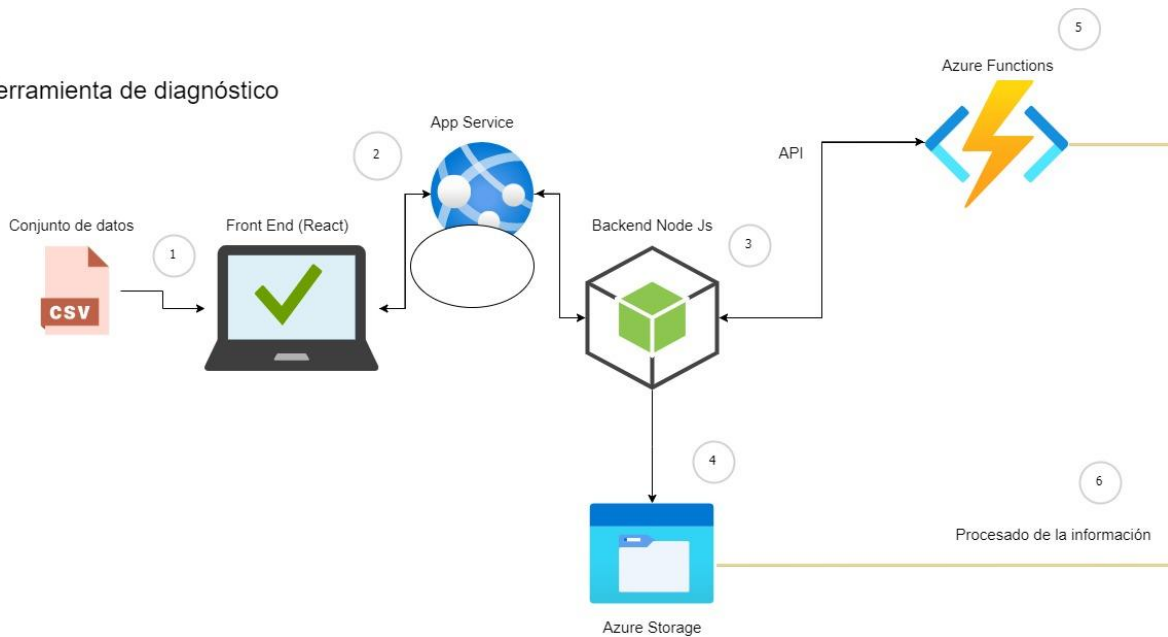 5
Azure Functions
erramienta de diagnóstico
App Service
2
API
Conjunto de datos
1
Front End (React)
Backend Node Js
3
CSV
4
6
Procesado de la información
Azure Storage